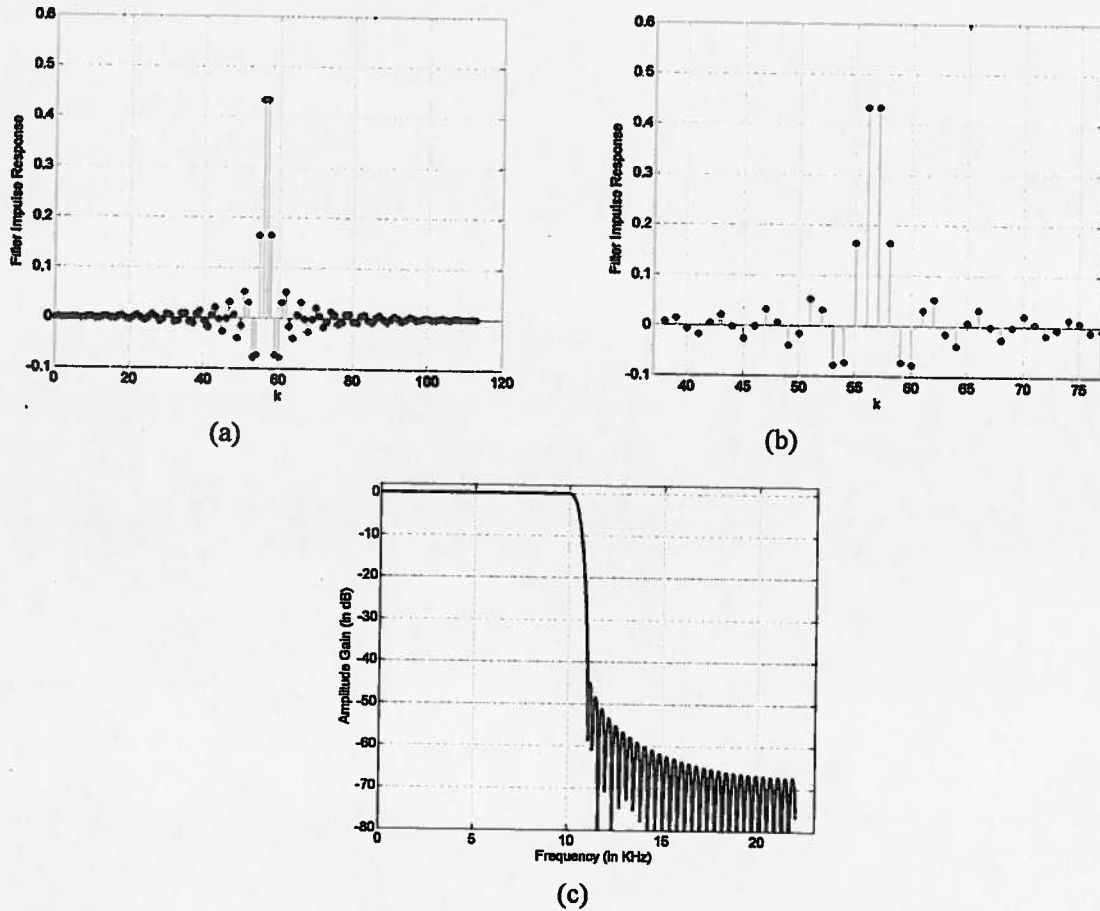 0.6
0.5
0.4
0.3
0.2
0.1
0
-0.1
Filter Impulse Response
0 20 40 60 80 100 120
k
(a)
0.6
0.5
0.4
0.3
0.2
0.1
0
-0.1
Filter Impulse Response
40 45 50 55 60 65 70 75
k
(b)
0
-10
-20
-30
-40
-50
-60
-70
-80
Amplitude Gain (in dB)
0 5 10 15 20
Frequency (in KHz)
(c)